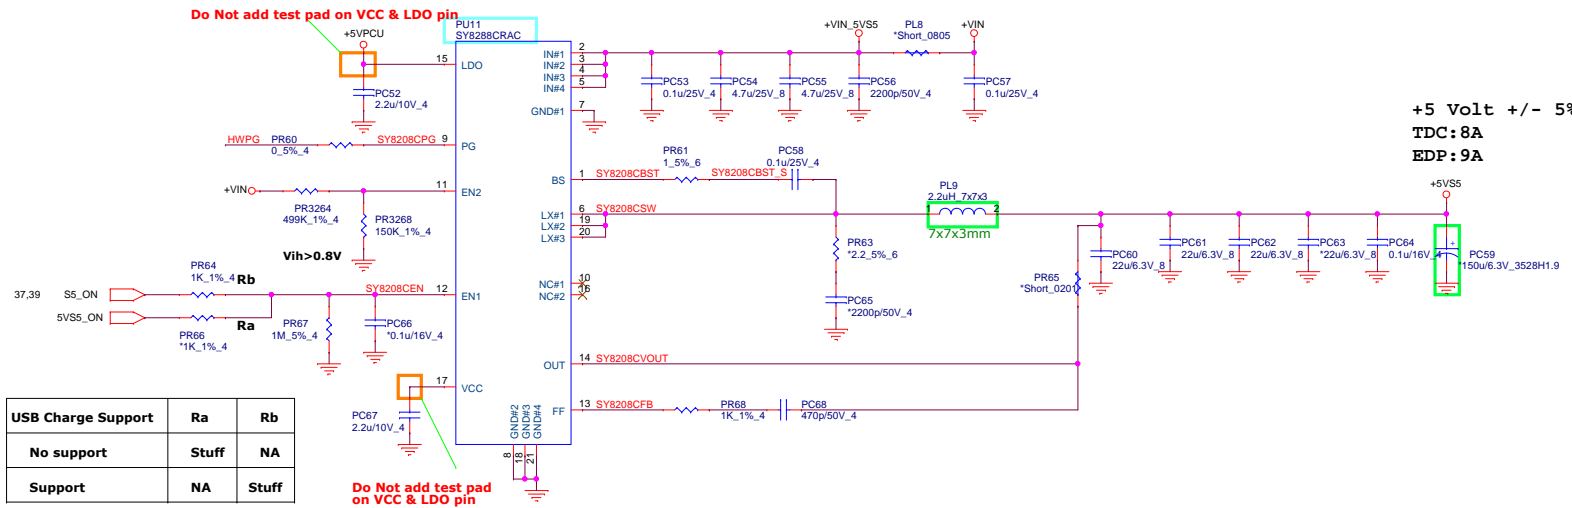 Do Not add test pad on VCC & LDO pin
+5VPCU
PU11
SY8288CRAC
15
LDO
PC52
2.2u/10V_4
HWPG
PR60
0_5%_4
SY8208CPG
9
PG
+VIN
PR3264
499K_1%_4
11
EN2
PR3268
150K_1%_4
Vih>0.8V
PR64
1K_1%_4
Rb
37,39
S5_ON
5VS5_ON
SY8208CEN
12
EN1
PR66
*1K_1%_4
Ra
PR67
1M_5%_4
PC66
*0.1u/16V_4
17
VCC
PC67
2.2u/10V_4
Do Not add test pad
on VCC & LDO pin
8
18
21
GND#2
GND#3
GND#4
IN#1
IN#2
IN#3
IN#4
2
3
4
5
GND#1
7
PC53
0.1u/25V_4
PC54
4.7u/25V_8
PC55
4.7u/25V_8
PC56
2200p/50V_4
+VIN_5VS5
PL8
*Short_0805
+VIN
PC57
0.1u/25V_4
BS
1
SY8208CBST
PR61
1_5%_6
SY8208CBST_S
PC58
0.1u/25V_4
LX#1
LX#2
LX#3
6
19
20
SY8208CSW
PR63
*2.2_5%_6
PC65
*2200p/50V_4
PL9
2.2uH_7x7x3
1
2
7x7x3mm
NC#1
NC#2
10
16
PR65
*Short_0201
OUT
14
SY8208CVOUT
FF
13
SY8208CFB
PR68
1K_1%_4
PC68
470p/50V_4
PC60
22u/6.3V_8
PC61
22u/6.3V_8
PC62
22u/6.3V_8
PC63
*22u/6.3V_8
PC64
0.1u/16V_4
+5VS5
+
PC59
*150u/6.3V_3528H1.9
+5 Volt +/- 5%
TDC:8A
EDP:9A
USB Charge Support Ra Rb
No support Stuff NA
Support NA Stuff